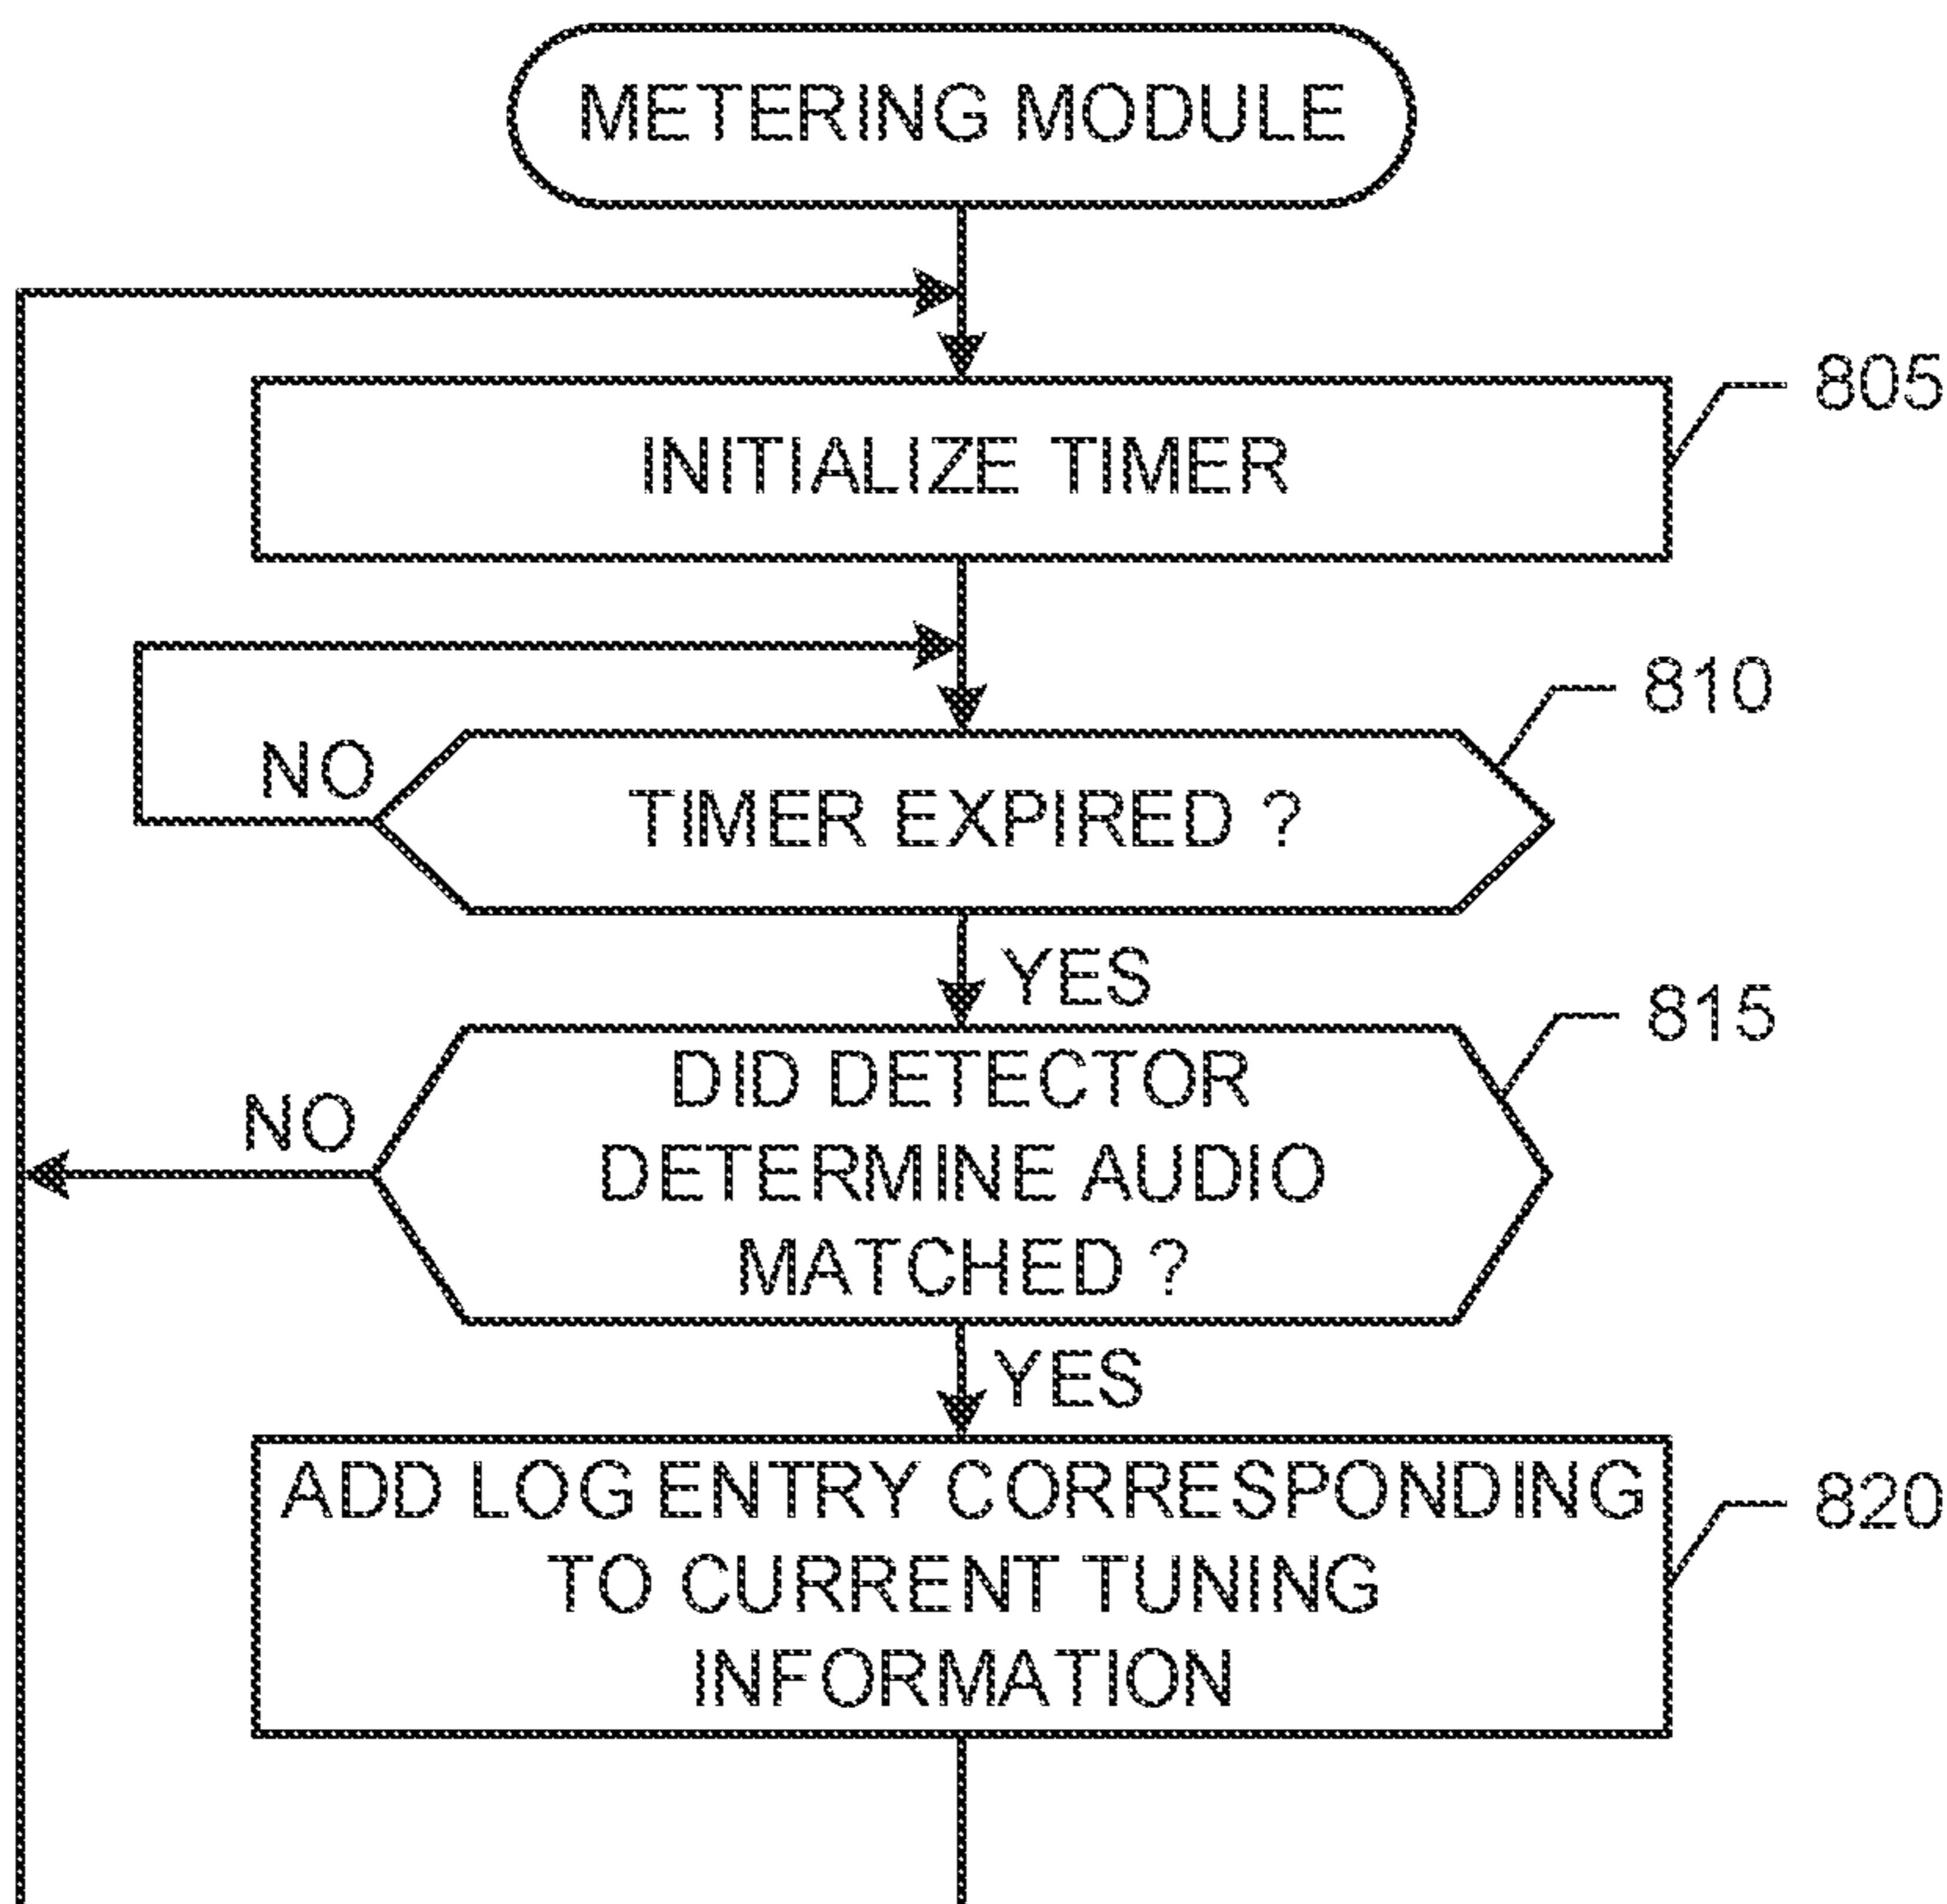 METERING MODULE
805
INITIALIZE TIMER
810
NO
TIMER EXPIRED ?
YES
815
NO
DID DETECTOR
DETERMINE AUDIO
MATCHED ?
YES
ADD LOG ENTRY CORRESPONDING
820
TO CURRENT TUNING
INFORMATION